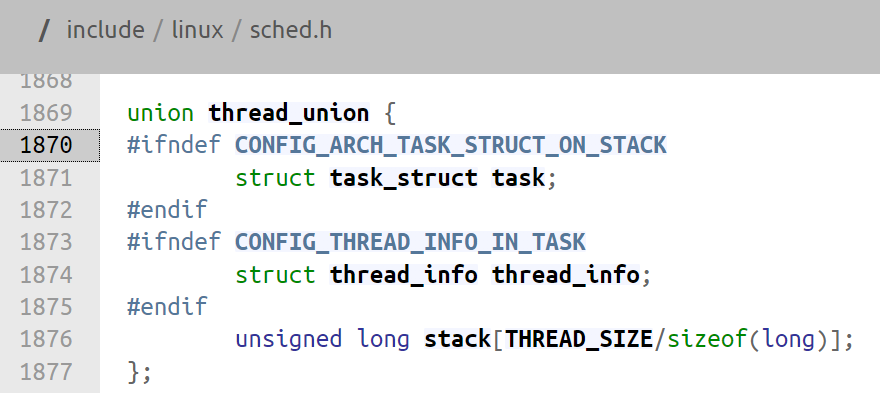 / include / linux / sched.h
1868
1869 union thread_union {
1870 #ifndef CONFIG_ARCH_TASK_STRUCT_ON_STACK
1871 struct task_struct task;
1872 #endif
1873 #ifndef CONFIG_THREAD_INFO_IN_TASK
1874 struct thread_info thread_info;
1875 #endif
1876 unsigned long stack[THREAD_SIZE/sizeof(long)];
1877 };